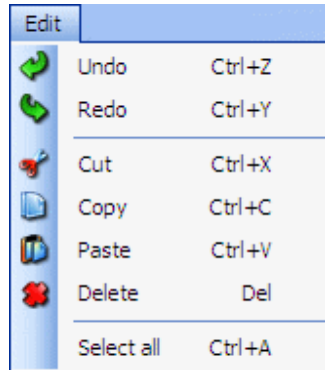 Edit
Undo Ctrl+Z
Redo Ctrl+Y
Cut Ctrl+X
Copy Ctrl+C
Paste Ctrl+V
Delete Del
Select all Ctrl+A